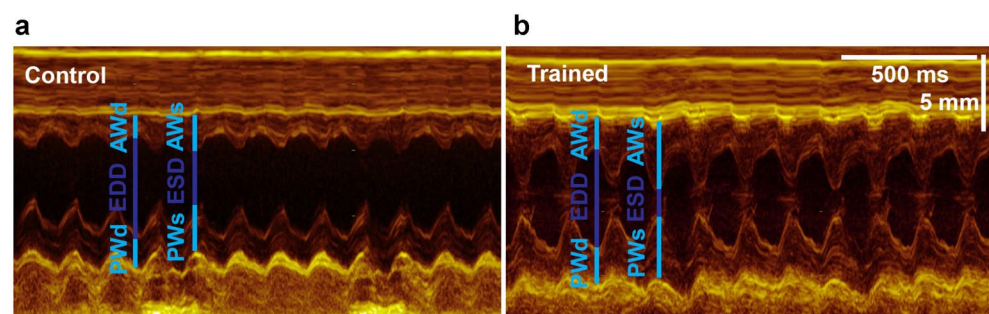 a
Control
AWd
EDD
PWd
AWs
ESD
PWs
b
Trained
500 ms
5 mm
AWd
EDD
PWd
AWs
ESD
PWs